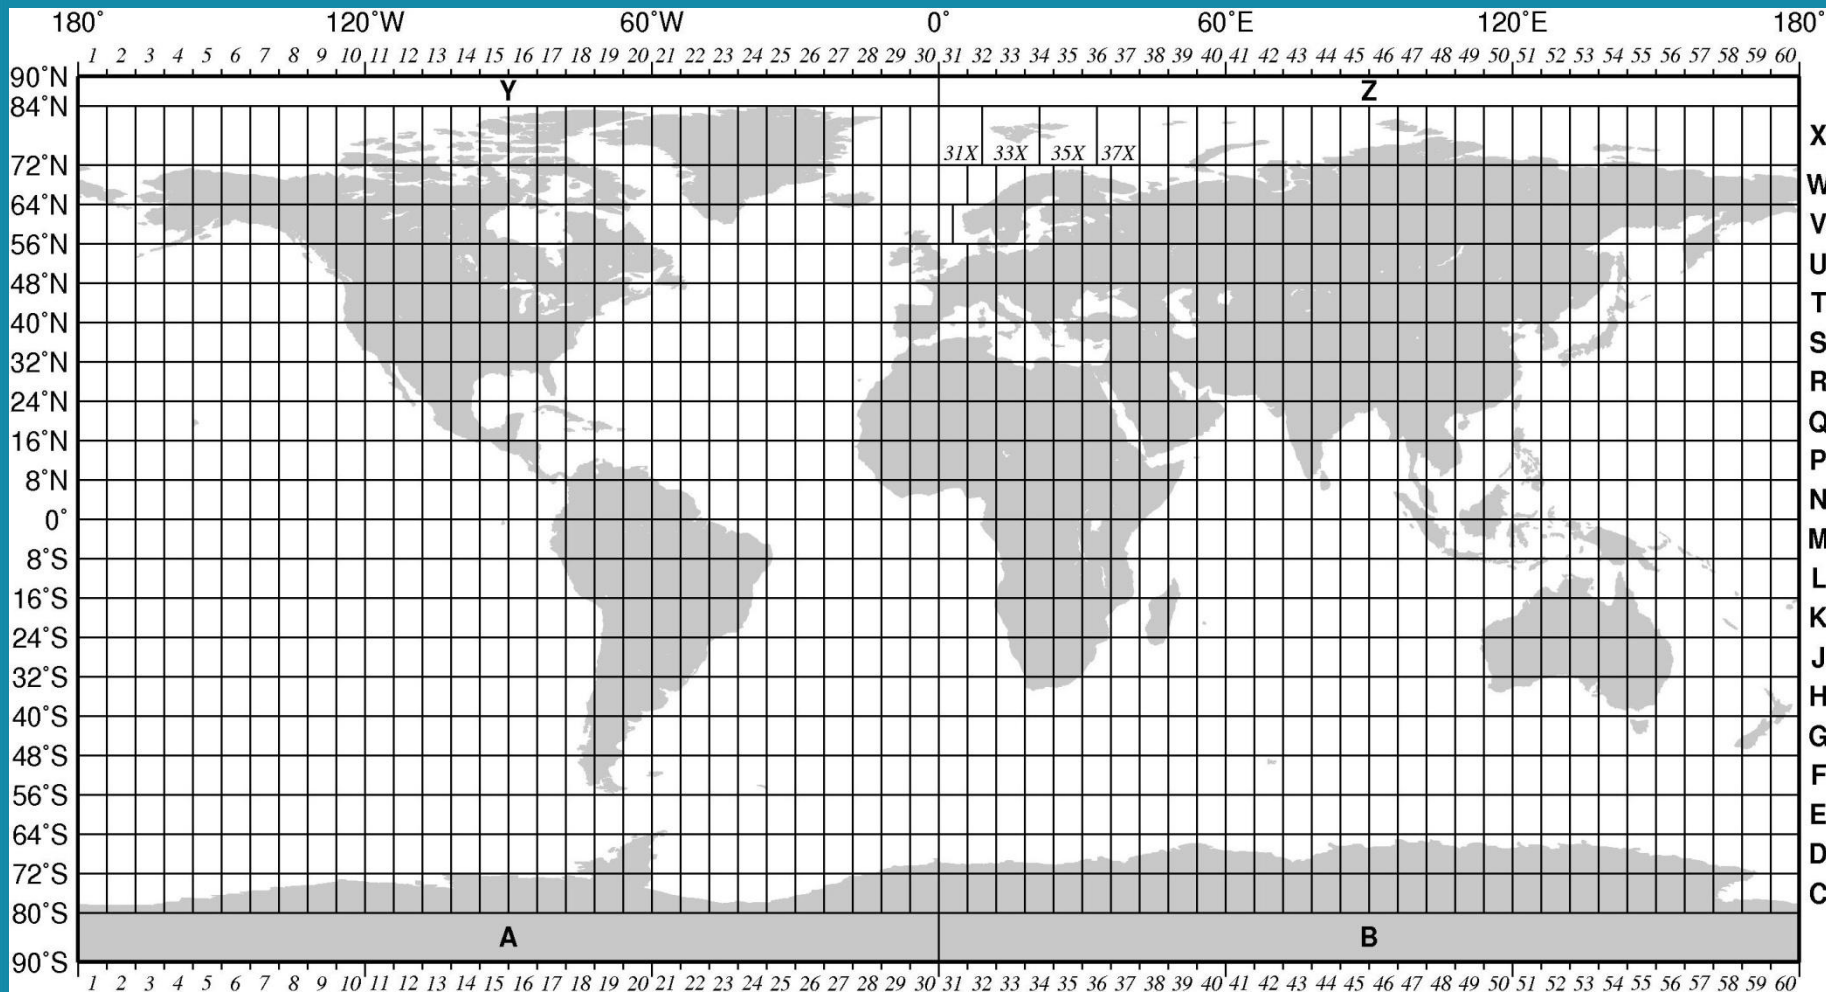 180° 120°W 60°W 0° 60°E 120°E 180°
1 2 3 4 5 6 7 8 9 10 11 12 13 14 15 16 17 18 19 20 21 22 23 24 25 26 27 28 29 30 31 32 33 34 35 36 37 38 39 40 41 42 43 44 45 46 47 48 49 50 51 52 53 54 55 56 57 58 59 60
90°N
Y Z
84°N
X
31X 33X 35X 37X
72°N
W
64°N
V
56°N
U
48°N
T
40°N
S
32°N
R
24°N
Q
16°N
P
8°N
N
0°
M
8°S
L
16°S
K
24°S
J
32°S
H
40°S
G
48°S
F
56°S
E
64°S
D
72°S
C
80°S
A B
90°S
1 2 3 4 5 6 7 8 9 10 11 12 13 14 15 16 17 18 19 20 21 22 23 24 25 26 27 28 29 30 31 32 33 34 35 36 37 38 39 40 41 42 43 44 45 46 47 48 49 50 51 52 53 54 55 56 57 58 59 60